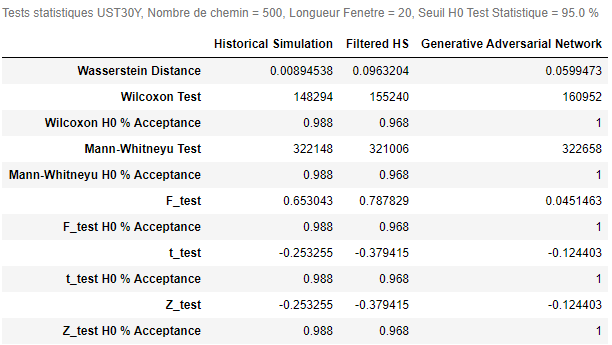 Tests statistiques UST30Y, Nombre de chemin = 500, Longueur Fenetre = 20, Seuil H0 Test Statistique = 95.0 %
Historical Simulation Filtered HS Generative Adversarial Network
Wasserstein Distance 0.00894538 0.0963204 0.0599473
Wilcoxon Test 148294 155240 160952
Wilcoxon H0 % Acceptance 0.988 0.968 1
Mann-Whitneyu Test 322148 321006 322658
Mann-Whitneyu H0 % Acceptance 0.988 0.968 1
F_test 0.653043 0.787829 0.0451463
F_test H0 % Acceptance 0.988 0.968 1
t_test -0.253255 -0.379415 -0.124403
t_test H0 % Acceptance 0.988 0.968 1
Z_test -0.253255 -0.379415 -0.124403
Z_test H0 % Acceptance 0.988 0.968 1